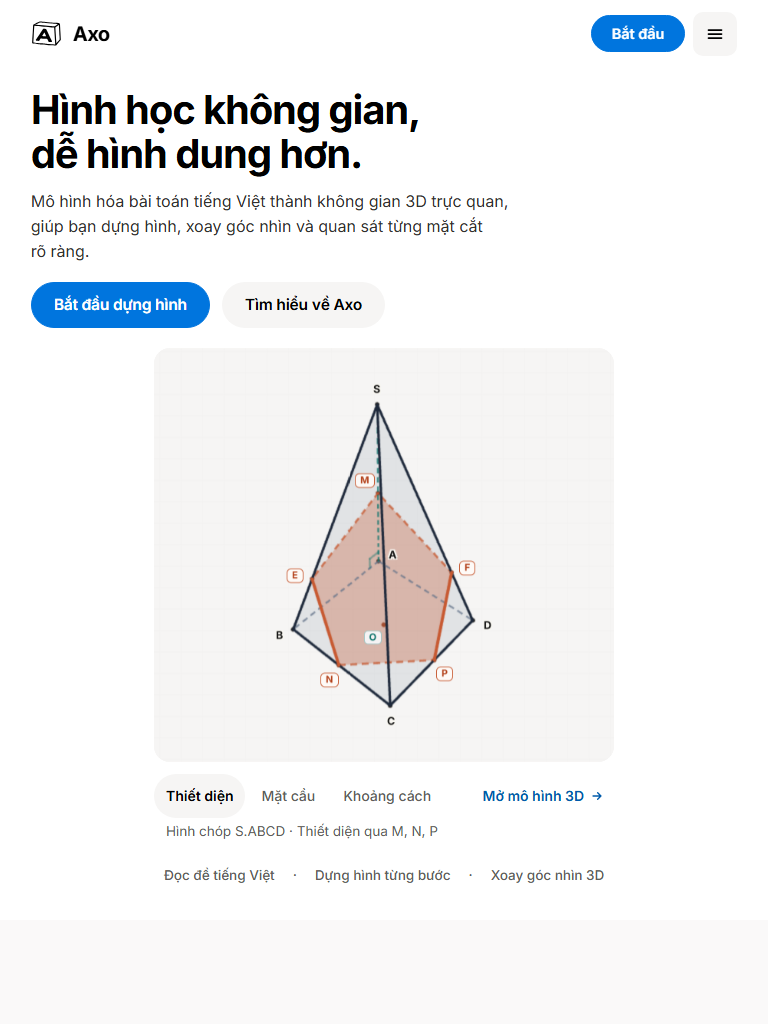 A Axo
Bắt đầu
Hình học không gian,
dễ hình dung hơn.
Mô hình hóa bài toán tiếng Việt thành không gian 3D trực quan,
giúp bạn dựng hình, xoay góc nhìn và quan sát từng mặt cắt
rõ ràng.
Bắt đầu dựng hình
Tìm hiểu về Axo
S
M
A
E
F
B
O
D
N
P
C
Thiết diện
Mặt cầu
Khoảng cách
Mở mô hình 3D →
Hình chóp S.ABCD · Thiết diện qua M, N, P
Đọc đề tiếng Việt · Dựng hình từng bước · Xoay góc nhìn 3D